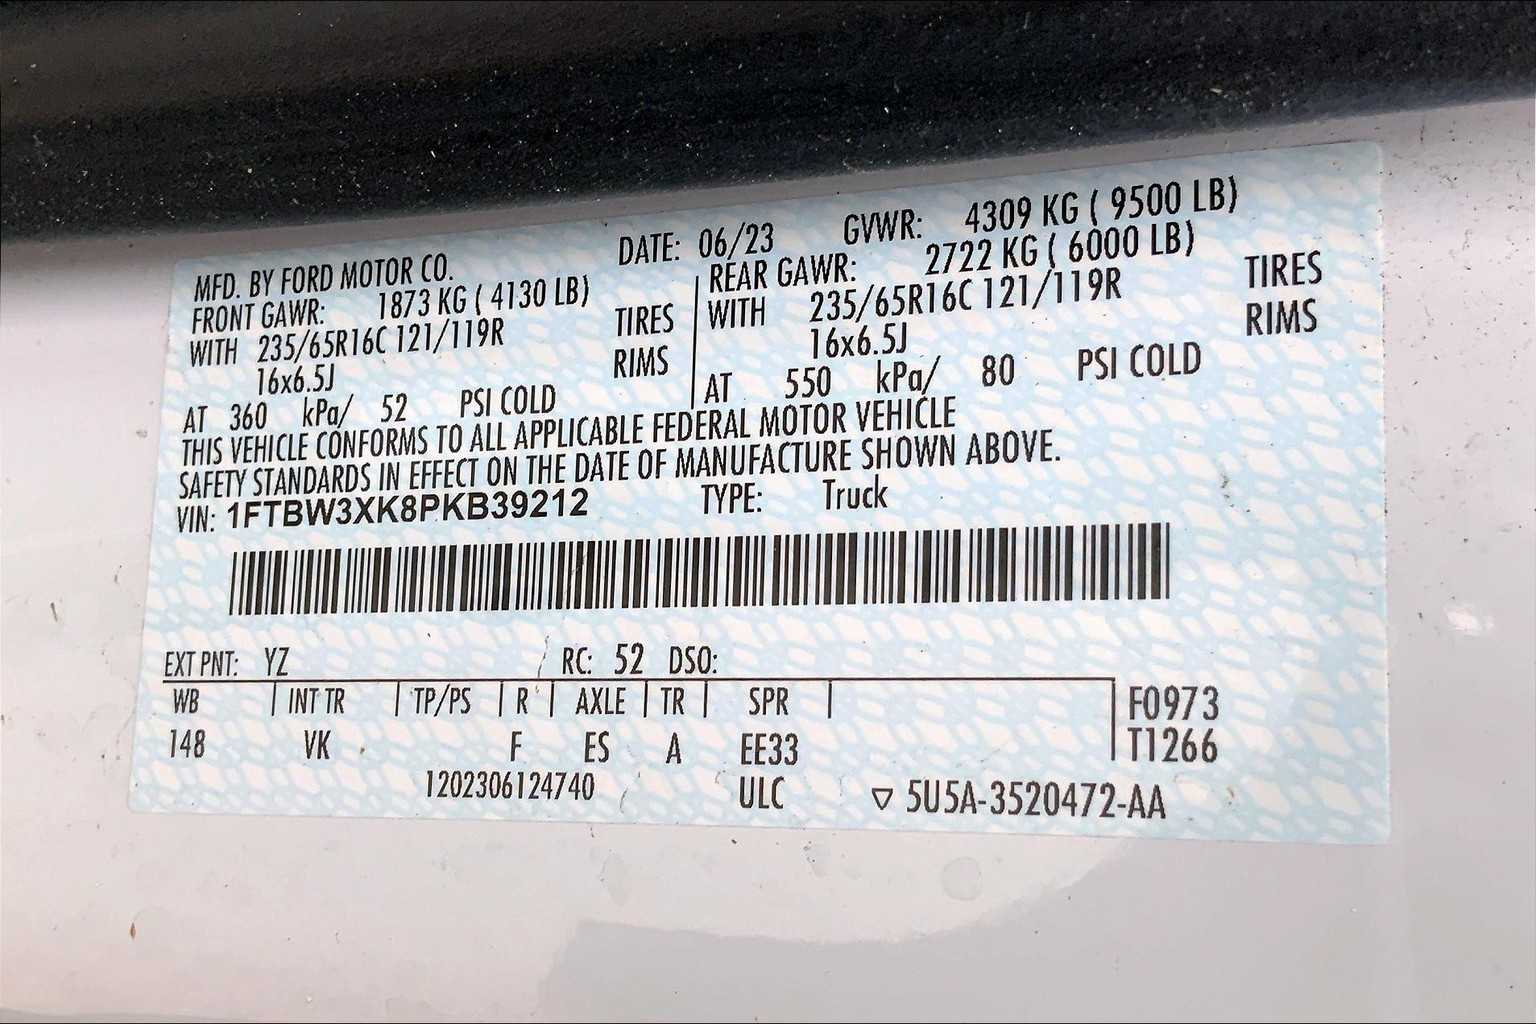 MFD. BY FORD MOTOR CO. DATE: 06/23 GVWR: 4309 KG ( 9500 LB)
FRONT GAWR: 1873 KG ( 4130 LB)
WITH 235/65R16C 121/119R TIRES
16x6.5J RIMS
AT 360 kPa/ 52 PSI COLD
REAR GAWR: 2722 KG ( 6000 LB)
WITH 235/65R16C 121/119R TIRES
16x6.5J RIMS
AT 550 kPa/ 80 PSI COLD
THIS VEHICLE CONFORMS TO ALL APPLICABLE FEDERAL MOTOR VEHICLE
SAFETY STANDARDS IN EFFECT ON THE DATE OF MANUFACTURE SHOWN ABOVE.
VIN: 1FTBW3XK8PKB39212 TYPE: Truck
EXT PNT: YZ RC: 52 DSO:
WB | INT TR | TP/PS | R | AXLE | TR | SPR | F0973
148 VK F ES A EE33 T1266
1202306124740 ULC ▽ 5U5A-3520472-AA